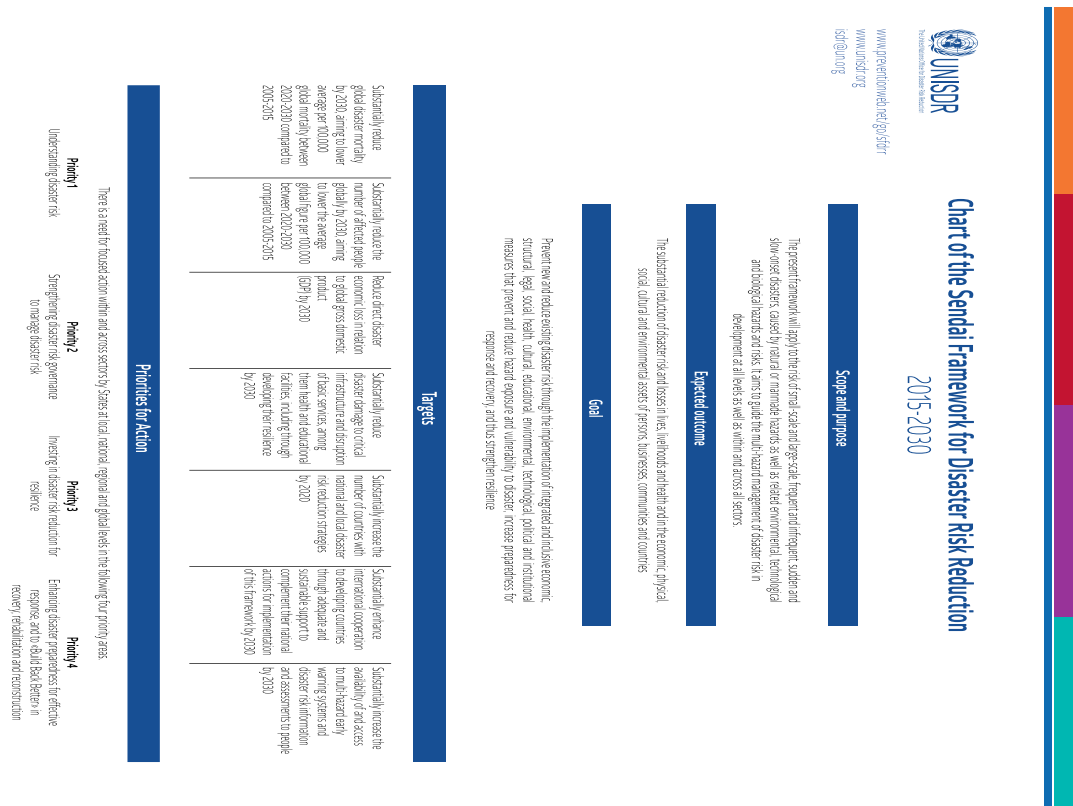 UNISDR
The United Nations Office for Disaster Risk Reduction
www.preventionweb.net/go/sfdrr
www.unisdr.org
isdr@un.org
Chart of the Sendai Framework for Disaster Risk Reduction
2015-2030
Scope and purpose
The present framework will apply to the risk of small-scale and large-scale, frequent and infrequent, sudden and
slow-onset disasters, caused by natural or manmade hazards as well as related environmental, technological
and biological hazards and risks. It aims to guide the multi-hazard management of disaster risk in
development at all levels as well as within and across all sectors.
Expected outcome
The substantial reduction of disaster risk and losses in lives, livelihoods and health and in the economic, physical,
social, cultural and environmental assets of persons, businesses, communities and countries
Goal
Prevent new and reduce existing disaster risk through the implementation of integrated and inclusive economic,
structural, legal, social, health, cultural, educational, environmental, technological, political and institutional
measures that prevent and reduce hazard exposure and vulnerability to disaster, increase preparedness for
response and recovery, and thus strengthen resilience
Targets
Substantially reduce
global disaster mortality
by 2030, aiming to lower
average per 100,000
global mortality between
2020-2030 compared to
2005-2015
Substantially reduce the
number of affected people
globally by 2030, aiming
to lower the average
global figure per 100,000
between 2020-2030
compared to 2005-2015
Reduce direct disaster
economic loss in relation
to global gross domestic
product
(GDP) by 2030
Substantially reduce
disaster damage to critical
infrastructure and disruption
of basic services, among
them health and educational
facilities, including through
developing their resilience
by 2030
Substantially increase the
number of countries with
national and local disaster
risk reduction strategies
by 2020
Substantially enhance
international cooperation
to developing countries
through adequate and
sustainable support to
complement their national
actions for implementation
of this framework by 2030
Substantially increase the
availability of and access
to multi-hazard early
warning systems and
disaster risk information
and assessments to people
by 2030
Priorities for Action
There is a need for focused action within and across sectors by States at local, national, regional and global levels in the following four priority areas.
Priority 1
Understanding disaster risk
Priority 2
Strengthening disaster risk governance
to manage disaster risk
Priority 3
Investing in disaster risk reduction for
resilience
Priority 4
Enhancing disaster preparedness for effective
response, and to «Build Back Better» in
recovery, rehabilitation and reconstruction